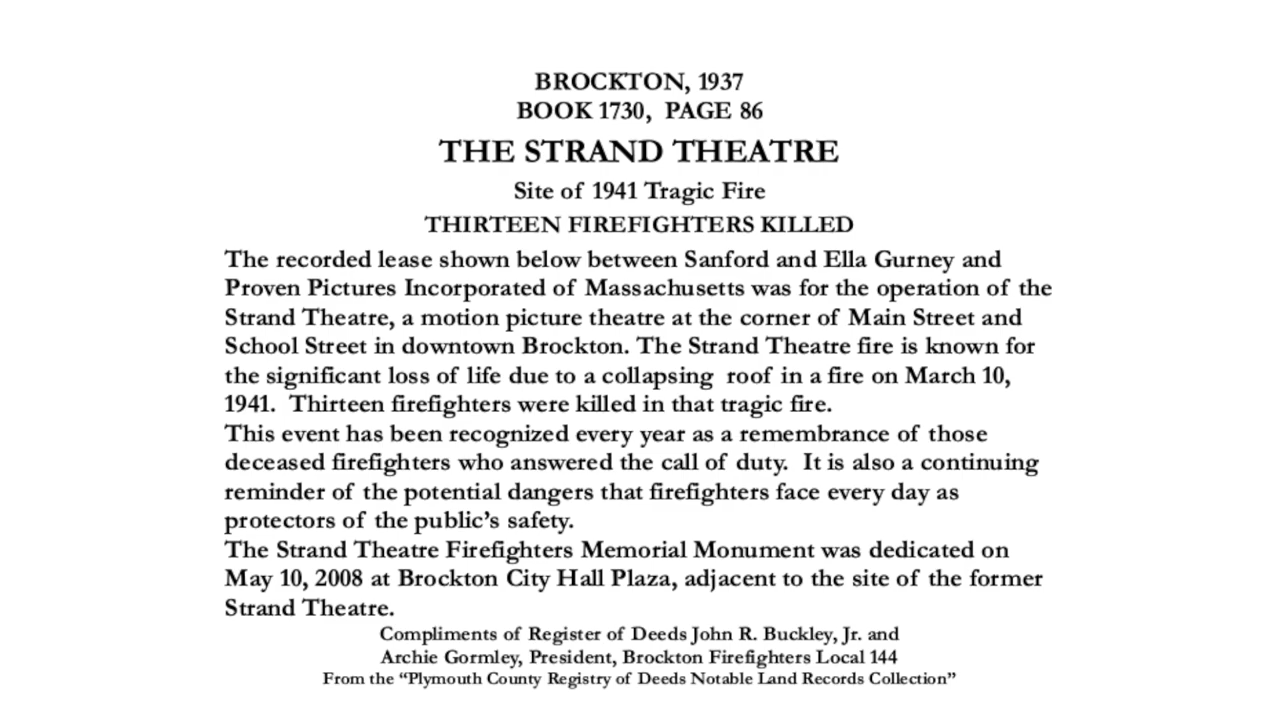 BROCKTON, 1937
BOOK 1730, PAGE 86
THE STRAND THEATRE
Site of 1941 Tragic Fire
THIRTEEN FIREFIGHTERS KILLED
The recorded lease shown below between Sanford and Ella Gurney and
Proven Pictures Incorporated of Massachusetts was for the operation of the
Strand Theatre, a motion picture theatre at the corner of Main Street and
School Street in downtown Brockton. The Strand Theatre fire is known for
the significant loss of life due to a collapsing roof in a fire on March 10,
1941. Thirteen firefighters were killed in that tragic fire.
This event has been recognized every year as a remembrance of those
deceased firefighters who answered the call of duty. It is also a continuing
reminder of the potential dangers that firefighters face every day as
protectors of the public’s safety.
The Strand Theatre Firefighters Memorial Monument was dedicated on
May 10, 2008 at Brockton City Hall Plaza, adjacent to the site of the former
Strand Theatre.
Compliments of Register of Deeds John R. Buckley, Jr. and
Archie Gormley, President, Brockton Firefighters Local 144
From the “Plymouth County Registry of Deeds Notable Land Records Collection”